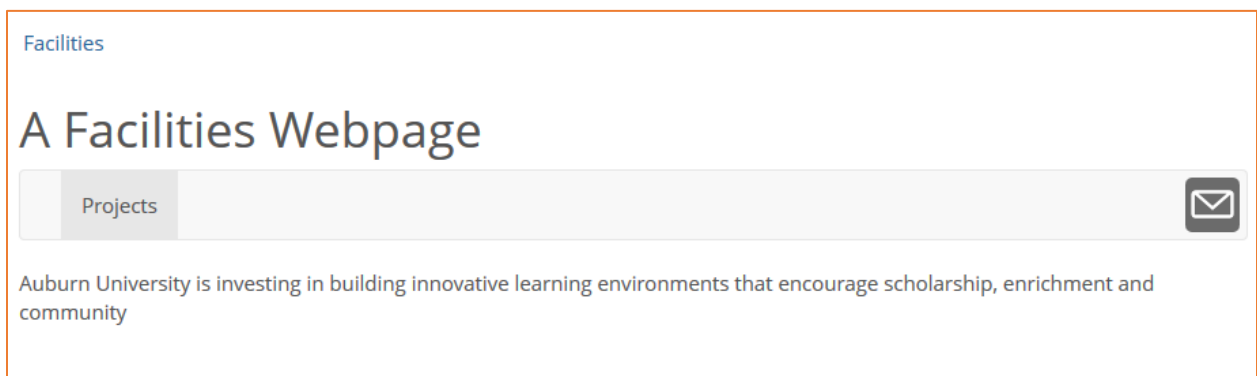 Facilities
A Facilities Webpage
Projects
Auburn University is investing in building innovative learning environments that encourage scholarship, enrichment and
community